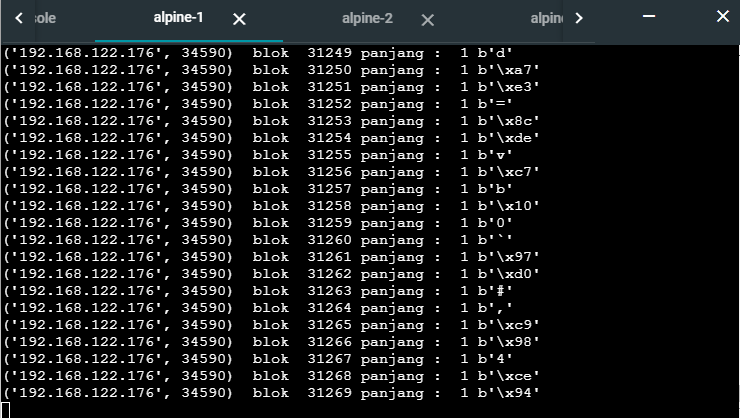 sole
alpine-1
alpine-2
alpin
('192.168.122.176', 34590)  blok  31249 panjang :  1 b'd'
('192.168.122.176', 34590)  blok  31250 panjang :  1 b'\xa7'
('192.168.122.176', 34590)  blok  31251 panjang :  1 b'\xe3'
('192.168.122.176', 34590)  blok  31252 panjang :  1 b'='
('192.168.122.176', 34590)  blok  31253 panjang :  1 b'\x8c'
('192.168.122.176', 34590)  blok  31254 panjang :  1 b'\xde'
('192.168.122.176', 34590)  blok  31255 panjang :  1 b'v'
('192.168.122.176', 34590)  blok  31256 panjang :  1 b'\xc7'
('192.168.122.176', 34590)  blok  31257 panjang :  1 b'b'
('192.168.122.176', 34590)  blok  31258 panjang :  1 b'\x10'
('192.168.122.176', 34590)  blok  31259 panjang :  1 b'0'
('192.168.122.176', 34590)  blok  31260 panjang :  1 b'`'
('192.168.122.176', 34590)  blok  31261 panjang :  1 b'\x97'
('192.168.122.176', 34590)  blok  31262 panjang :  1 b'\xd0'
('192.168.122.176', 34590)  blok  31263 panjang :  1 b'#'
('192.168.122.176', 34590)  blok  31264 panjang :  1 b','
('192.168.122.176', 34590)  blok  31265 panjang :  1 b'\xc9'
('192.168.122.176', 34590)  blok  31266 panjang :  1 b'\x98'
('192.168.122.176', 34590)  blok  31267 panjang :  1 b'4'
('192.168.122.176', 34590)  blok  31268 panjang :  1 b'\xce'
('192.168.122.176', 34590)  blok  31269 panjang :  1 b'\x94'